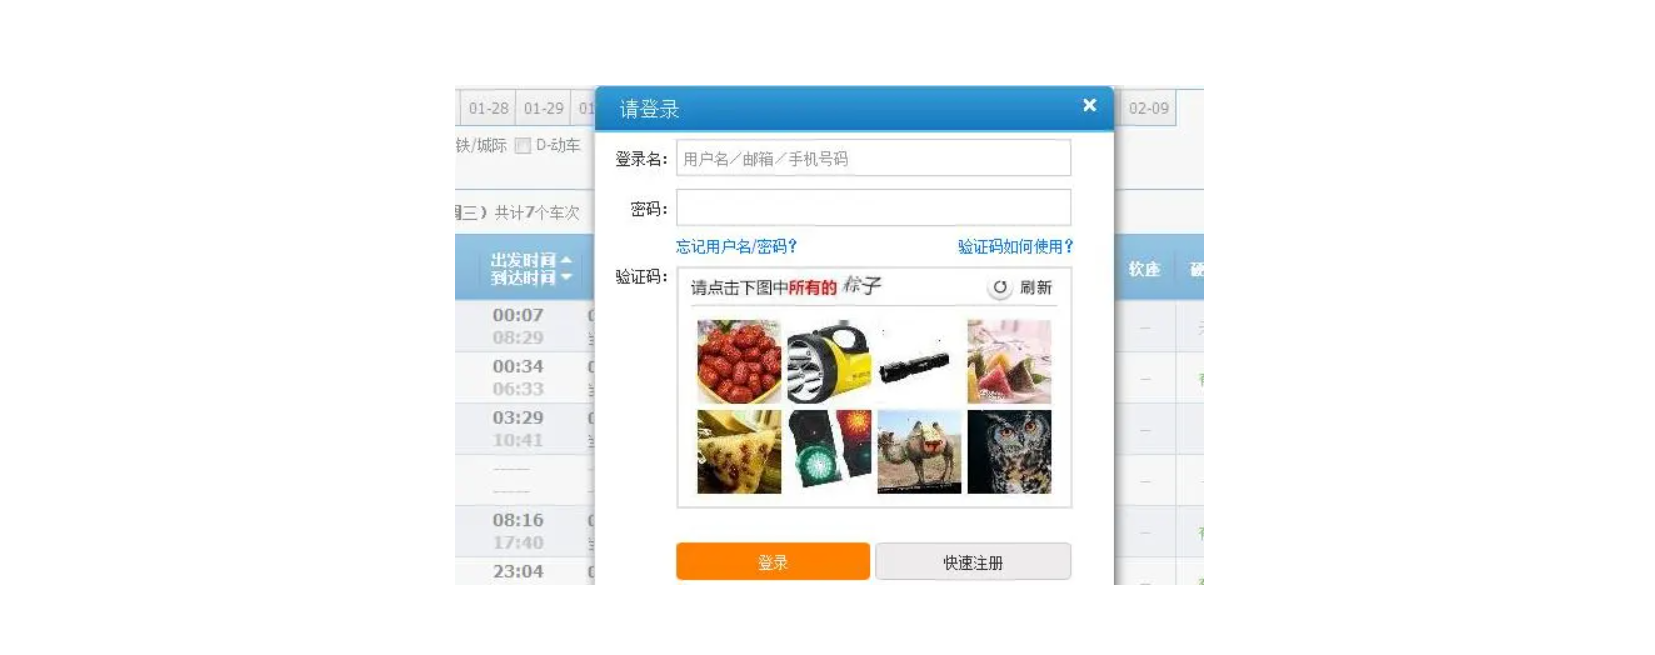 01-28 01-29 01
请登录
02-09
铁/城际 D-动车
登录名: 用户名／邮箱／手机号码
密码:
周三）共计7个车次
忘记用户名/密码? 验证码如何使用?
出发时间
到达时间
软座
验证码: 请点击下图中所有的 粽子 刷新
00:07
08:29
00:34
06:33
03:29
10:41
-----
-----
08:16
17:40
23:04
登录 快速注册